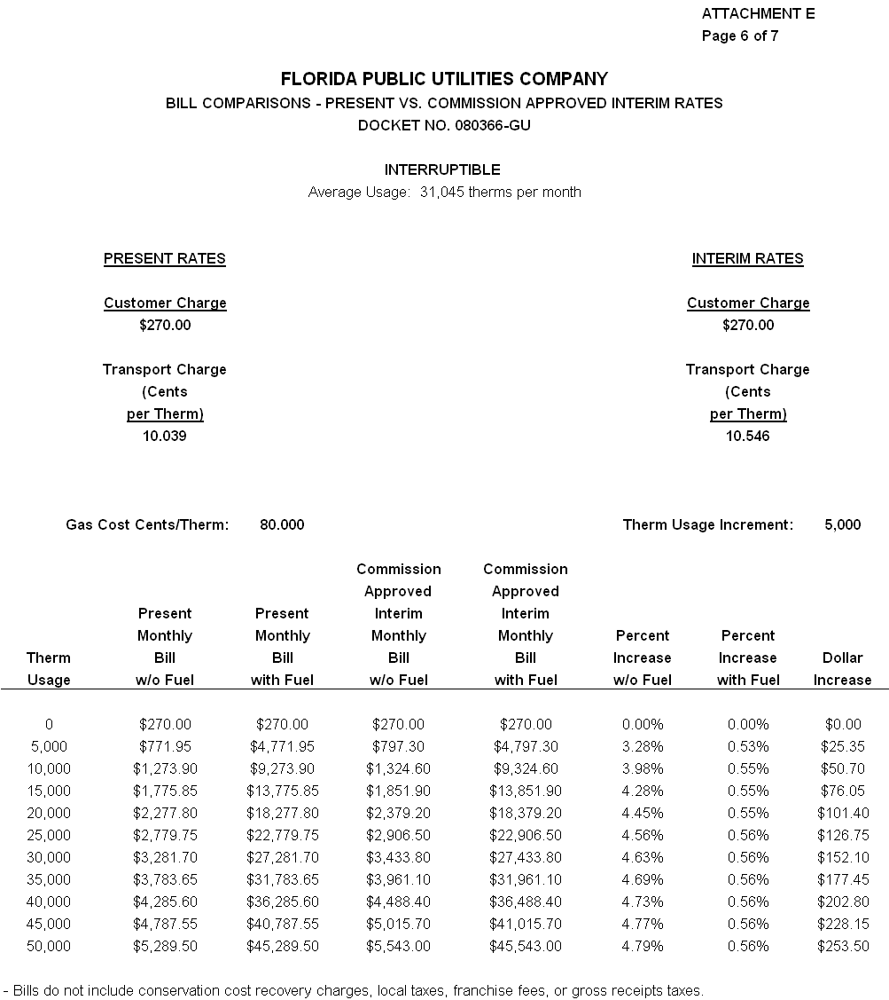 ATTACHMENT E
Page 6 of 7
FLORIDA PUBLIC UTILITIES COMPANY
BILL COMPARISONS - PRESENT VS. COMMISSION APPROVED INTERIM RATES
DOCKET NO. 080366-GU
INTERRUPTIBLE
Average Usage: 31,045 therms per month
PRESENT RATES INTERIM RATES
Customer Charge Customer Charge
$270.00 $270.00
Transport Charge Transport Charge
(Cents (Cents
per Therm) per Therm)
10.039 10.546
Gas Cost Cents/Therm: 80.000 Therm Usage Increment: 5,000
Commission Commission
Approved Approved
Present Present Interim Interim
Monthly Monthly Monthly Monthly Percent Percent
Therm Bill Bill Bill Bill Increase Increase Dollar
Usage w/o Fuel with Fuel w/o Fuel with Fuel w/o Fuel with Fuel Increase
0 $270.00 $270.00 $270.00 $270.00 0.00% 0.00% $0.00
5,000 $771.95 $4,771.95 $797.30 $4,797.30 3.28% 0.53% $25.35
10,000 $1,273.90 $9,273.90 $1,324.60 $9,324.60 3.98% 0.55% $50.70
15,000 $1,775.85 $13,775.85 $1,851.90 $13,851.90 4.28% 0.55% $76.05
20,000 $2,277.80 $18,277.80 $2,379.20 $18,379.20 4.45% 0.55% $101.40
25,000 $2,779.75 $22,779.75 $2,906.50 $22,906.50 4.56% 0.56% $126.75
30,000 $3,281.70 $27,281.70 $3,433.80 $27,433.80 4.63% 0.56% $152.10
35,000 $3,783.65 $31,783.65 $3,961.10 $31,961.10 4.69% 0.56% $177.45
40,000 $4,285.60 $36,285.60 $4,488.40 $36,488.40 4.73% 0.56% $202.80
45,000 $4,787.55 $40,787.55 $5,015.70 $41,015.70 4.77% 0.56% $228.15
50,000 $5,289.50 $45,289.50 $5,543.00 $45,543.00 4.79% 0.56% $253.50
- Bills do not include conservation cost recovery charges, local taxes, franchise fees, or gross receipts taxes.